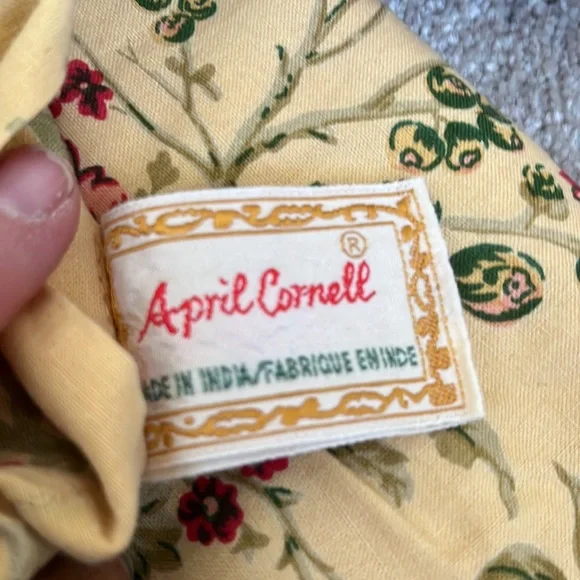 ®
April Cornell
ADE IN INDIA/FABRIQUE EN INDE